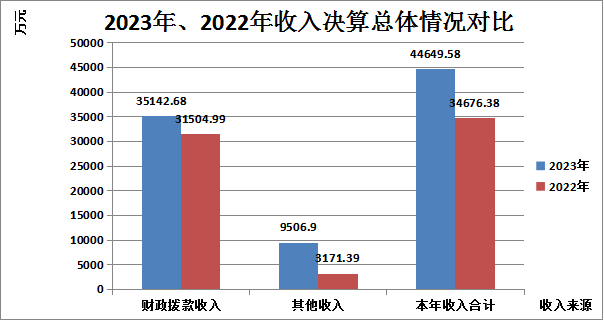 万元
2023年、2022年收入决算总体情况对比
50000
45000
40000
35000
30000
25000
20000
15000
10000
5000
0
35142.68
31504.99
9506.9
3171.39
44649.58
34676.38
财政拨款收入
其他收入
本年收入合计
收入来源
2023年
2022年